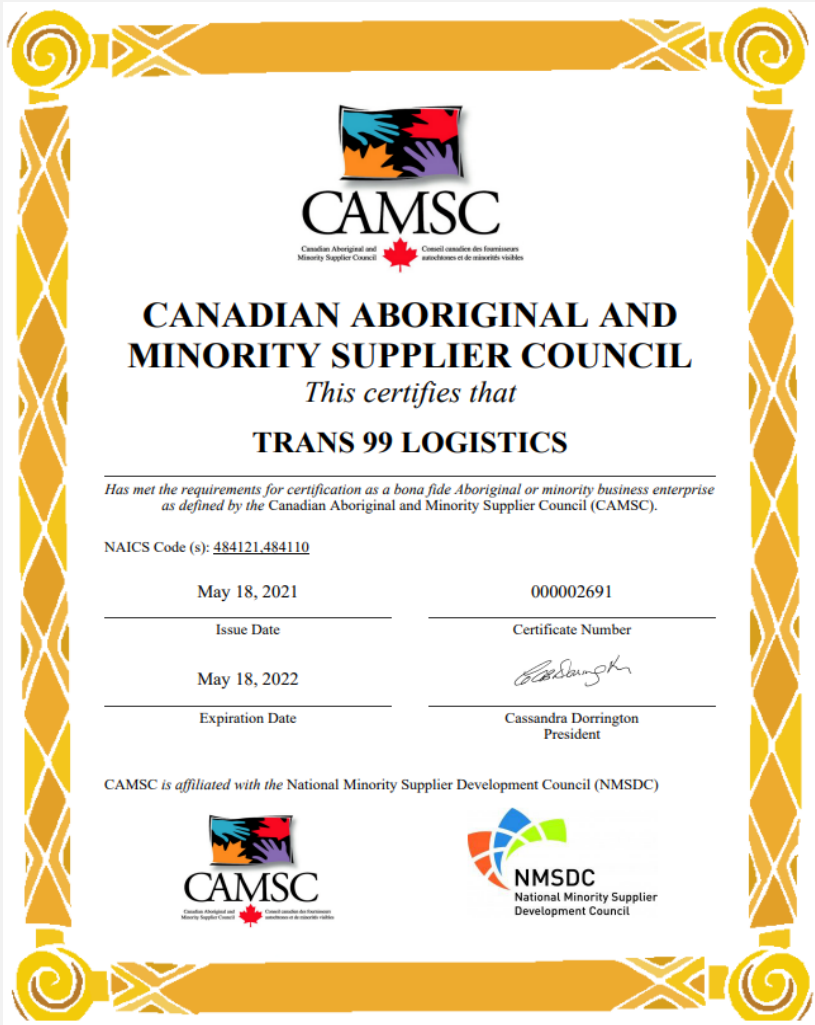 CAMSC
Canadian Aboriginal and
Minority Supplier Council
Conseil canadien des fournisseurs
autochtones et de minorités visibles
CANADIAN ABORIGINAL AND
MINORITY SUPPLIER COUNCIL
This certifies that
TRANS 99 LOGISTICS
Has met the requirements for certification as a bona fide Aboriginal or minority business enterprise
as defined by the Canadian Aboriginal and Minority Supplier Council (CAMSC).
NAICS Code (s): 484121,484110
May 18, 2021
000002691
Issue Date
Certificate Number
May 18, 2022
Expiration Date
Cassandra Dorrington
President
CAMSC is affiliated with the National Minority Supplier Development Council (NMSDC)
CAMSC
Canadian Aboriginal and
Minority Supplier Council
Conseil canadien des fournisseurs
autochtones et de minorités visibles
NMSDC
National Minority Supplier
Development Council